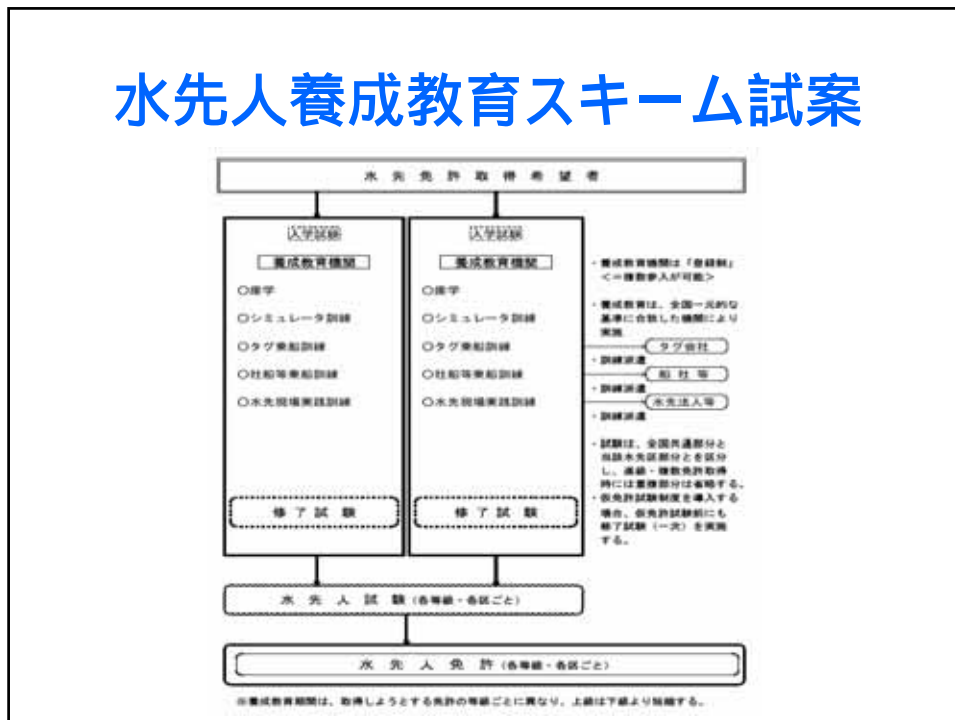 水先人養成教育スキーム試案
水先免許取得希望者
入学試験
養成教育機関
○座学
○シミュレータ訓練
○タグ乗船訓練
○社船等乗船訓練
○水先現場実践訓練
修了試験
入学試験
養成教育機関
○座学
○シミュレータ訓練
○タグ乗船訓練
○社船等乗船訓練
○水先現場実践訓練
修了試験
・養成教育機関は「登録制」
＜＝複数参入が可能＞
・養成教育は、全国一元的な
基準に合致した機関により
実施
タグ会社
・訓練派遣
船社等
・訓練派遣
水先法人等
・訓練派遣
・試験は、全国共通部分と
当該水先区部分とを区分
し、進級・複数免許取得
時には重複部分は省略する。
・仮免許試験制度を導入する
場合、仮免許試験前にも
修了試験（一次）を実施
する。
水先人試験（各等級・各区ごと）
水先人免許（各等級・各区ごと）
※養成教育期間は、取得しようとする免許の等級ごとに異なり、上級は下級より短縮する。